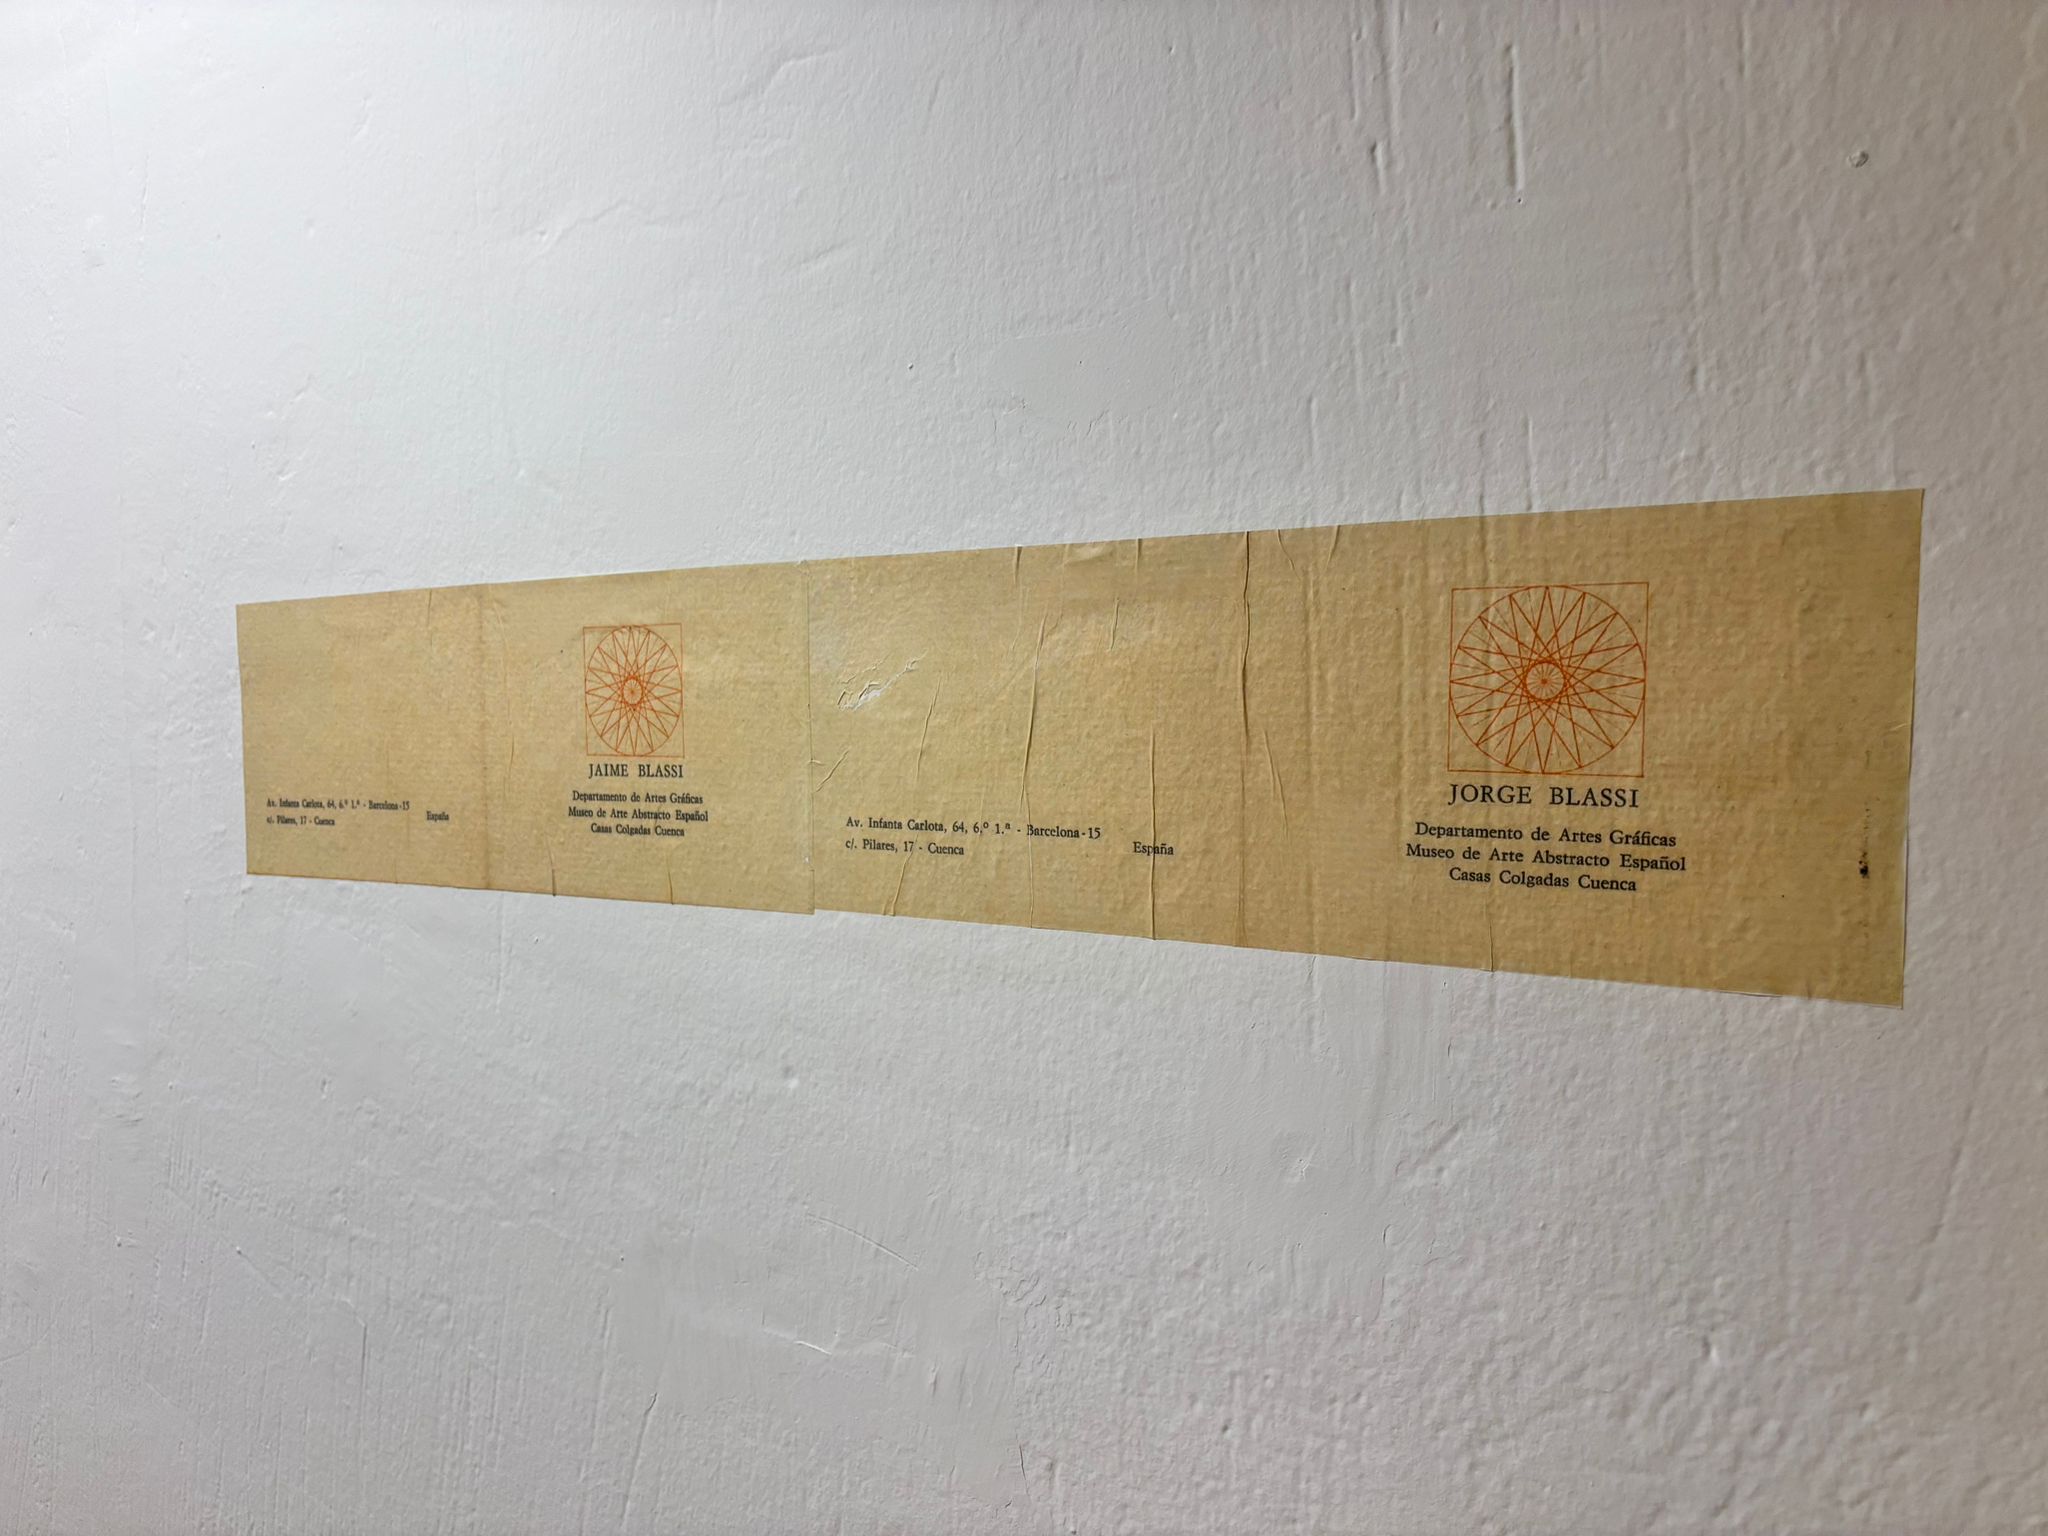 Av. Infanta Carlota, 64, 6.º 1.ª - Barcelona-15
c/. Pilares, 17 - Cuenca España
JAIME BLASSI
Departamento de Artes Gráficas
Museo de Arte Abstracto Español
Casas Colgadas Cuenca
Av. Infanta Carlota, 64, 6.º 1.ª - Barcelona-15
c/. Pilares, 17 - Cuenca España
JORGE BLASSI
Departamento de Artes Gráficas
Museo de Arte Abstracto Español
Casas Colgadas Cuenca